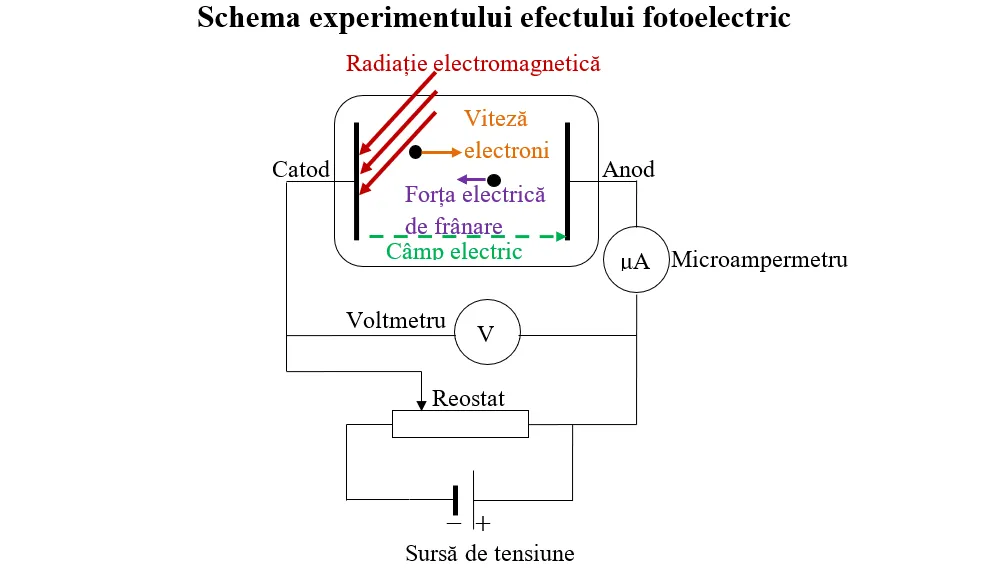 Schema experimentului efectului fotoelectric
Radiație electromagnetică
Viteză
electroni
Catod
Anod
Forța electrică
de frânare
Câmp electric
µA
Microampermetru
Voltmetru
V
Reostat
− +
Sursă de tensiune